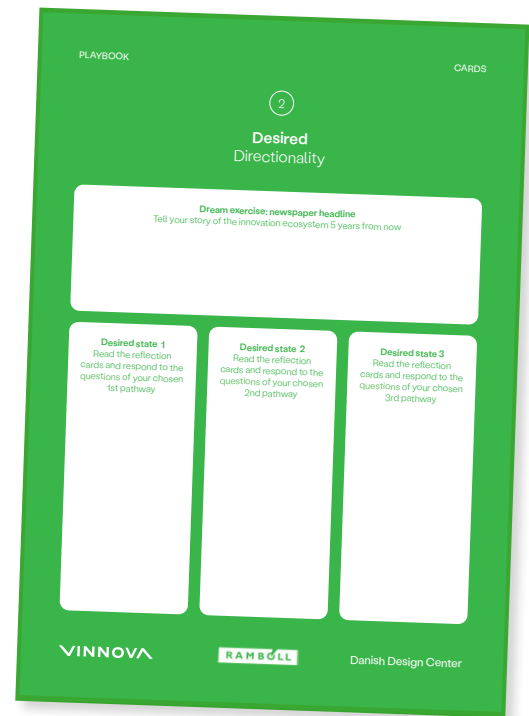 PLAYBOOK
CARDS
2
Desired
Directionality
Dream exercise: newspaper headline
Tell your story of the innovation ecosystem 5 years from now
Desired state 1
Read the reflection
cards and respond to the
questions of your chosen
1st pathway
Desired state 2
Read the reflection
cards and respond to the
questions of your chosen
2nd pathway
Desired state 3
Read the reflection
cards and respond to the
questions of your chosen
3rd pathway
VINNOVA
RAMBOLL
Danish Design Center